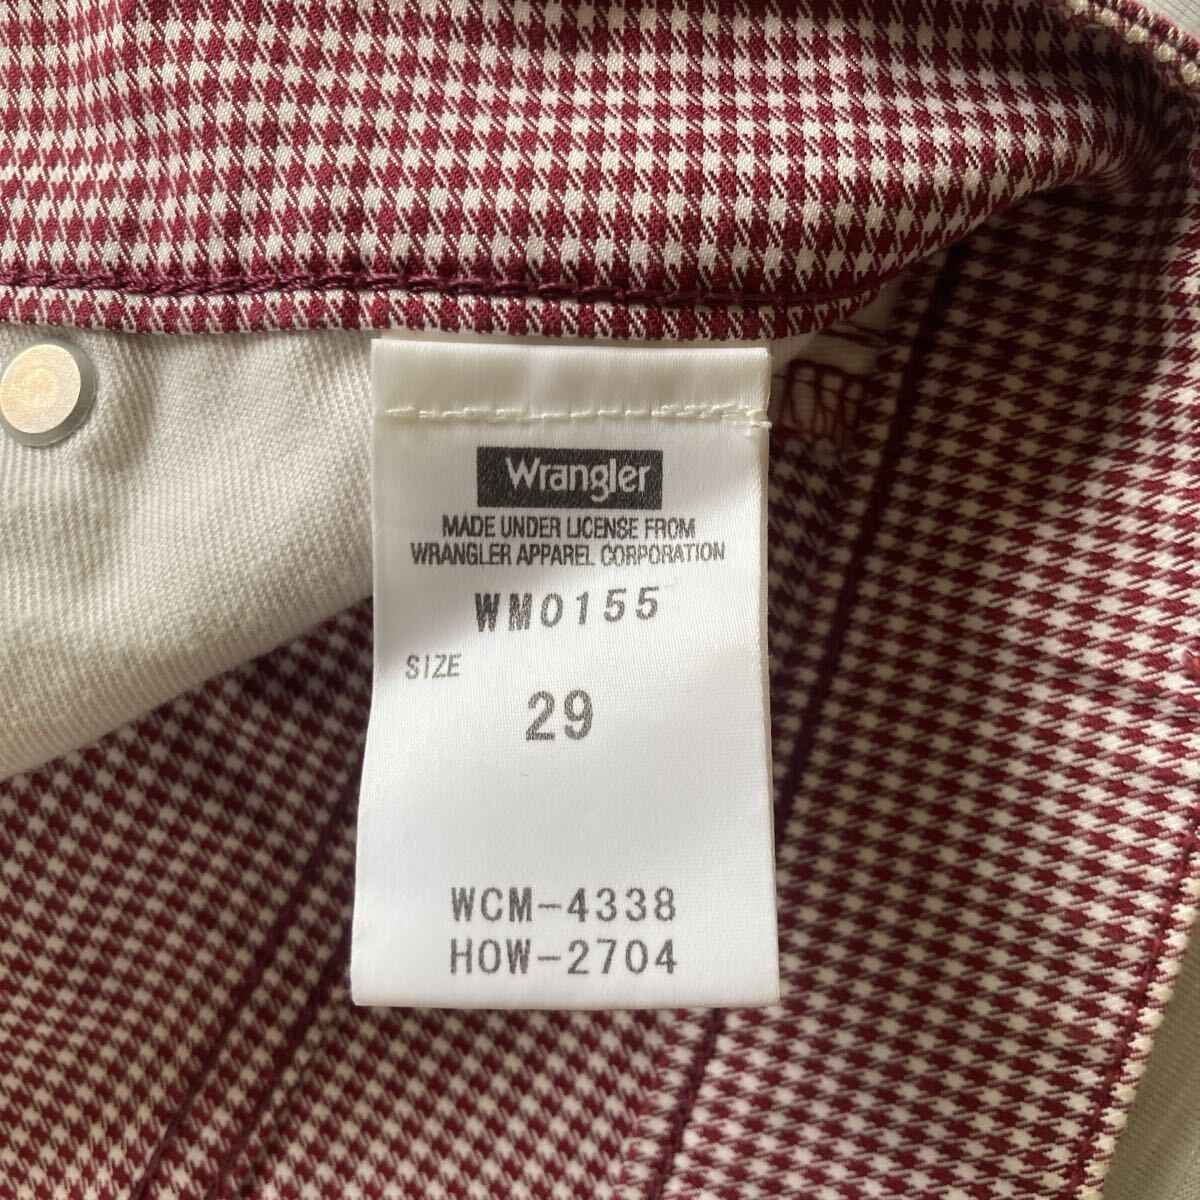 Wrangler
MADE UNDER LICENSE FROM
WRANGLER APPAREL CORPORATION
WM0155
SIZE
29
WCM-4338
HOW-2704